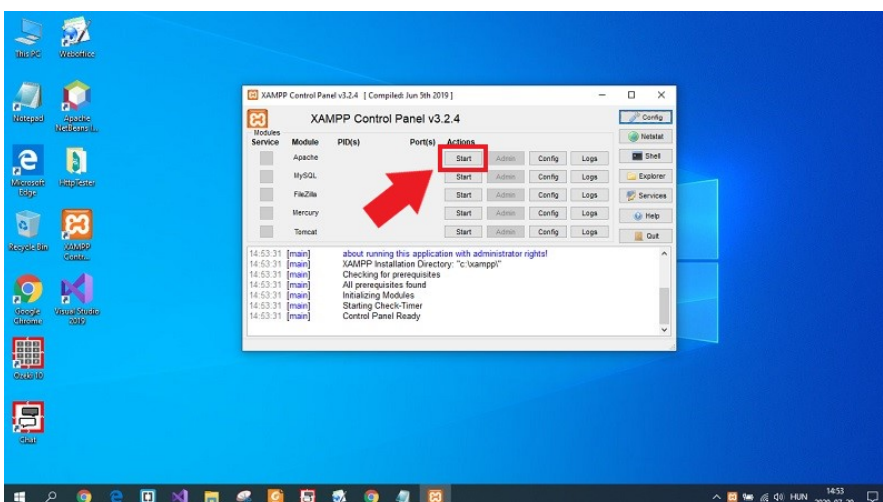 This PC
Weboffice
Notepad
Apache
NetBeans I...
Microsoft
Edge
HttpTester
Recycle Bin
XAMPP
Contr...
Google
Chrome
Visual Studio
2019
Ozeki 10
Chat
XAMPP Control Panel v3.2.4 [ Compiled: Jun 5th 2019 ]
XAMPP Control Panel v3.2.4
Modules
Service Module PID(s) Port(s) Actions
Apache Start Admin Config Logs
MySQL Start Admin Config Logs
FileZilla Start Admin Config Logs
Mercury Start Admin Config Logs
Tomcat Start Admin Config Logs
Config
Netstat
Shell
Explorer
Services
Help
Quit
14:53:31 [main] about running this application with administrator rights!
14:53:31 [main] XAMPP Installation Directory: "c:\xampp\"
14:53:31 [main] Checking for prerequisites
14:53:31 [main] All prerequisites found
14:53:31 [main] Initializing Modules
14:53:31 [main] Starting Check-Timer
14:53:31 [main] Control Panel Ready
HUN
14:53